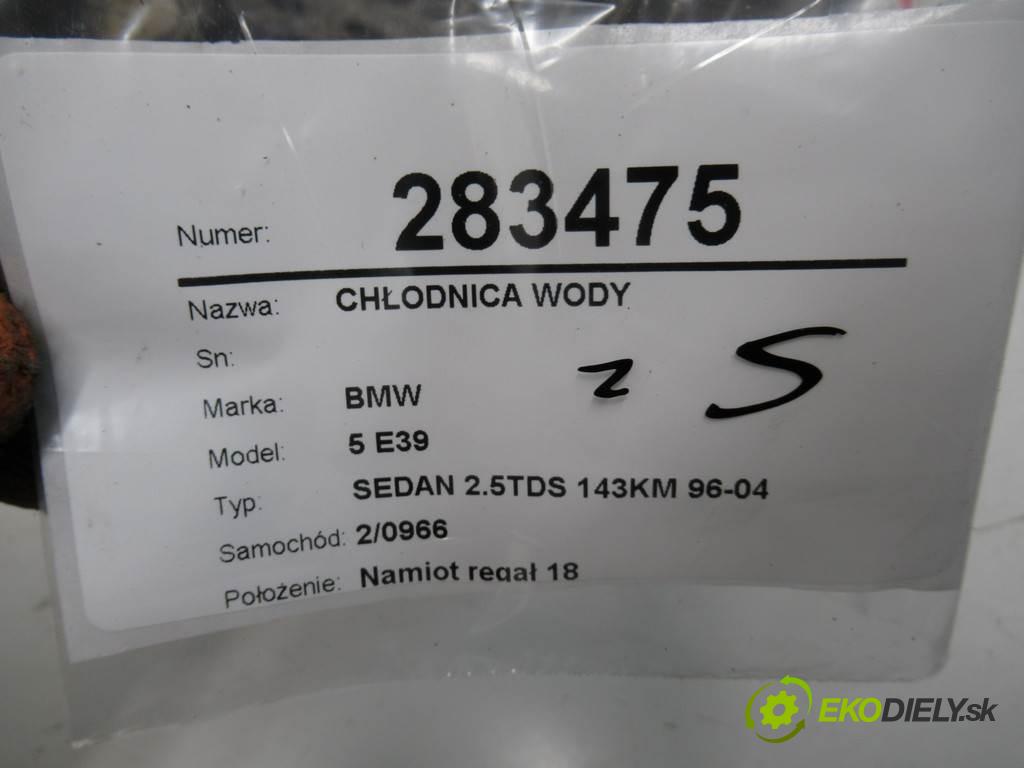 Numer: 283475
Nazwa: CHŁODNICA WODY
Sn:
2 S
Marka: BMW
Model: 5 E39
Typ: SEDAN 2.5TDS 143KM 96-04
Samochód: 2/0966
Położenie: Namiot regał 18
EKODIELY.sk